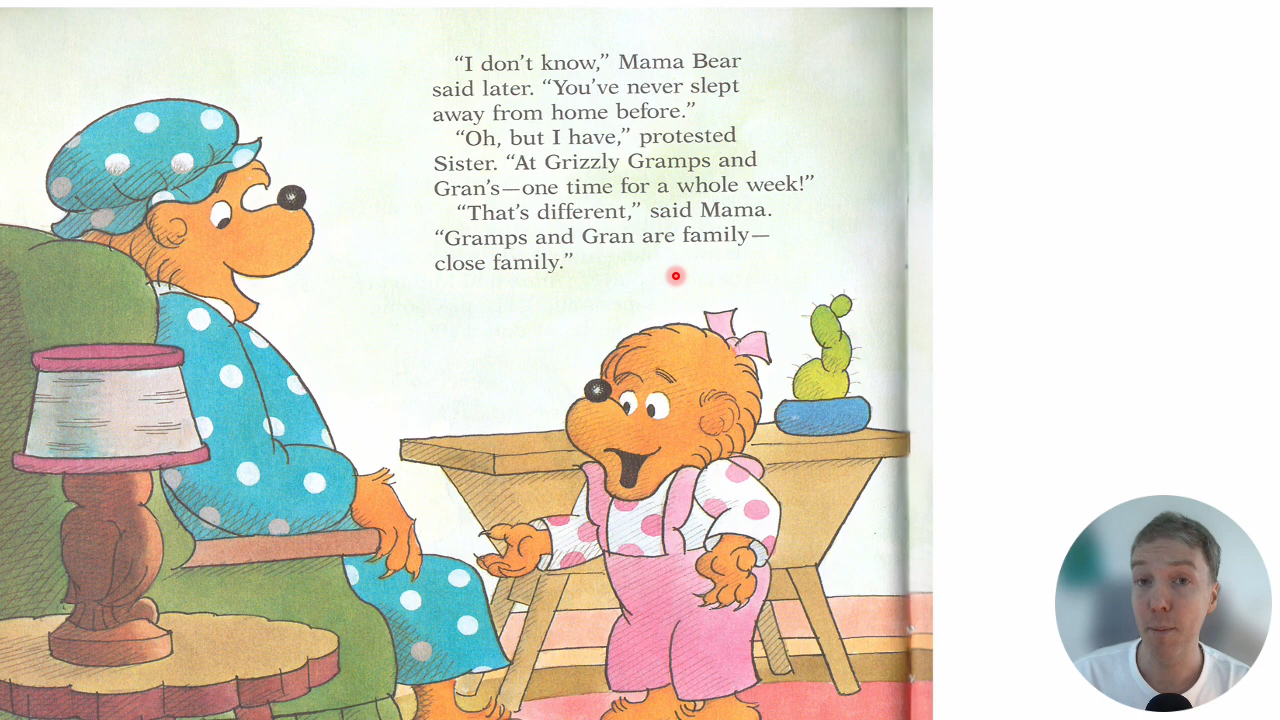 “I don’t know,” Mama Bear
said later. “You’ve never slept
away from home before.”
“Oh, but I have,” protested
Sister. “At Grizzly Gramps and
Gran’s—one time for a whole week!”
“That’s different,” said Mama.
“Gramps and Gran are family—
close family.”